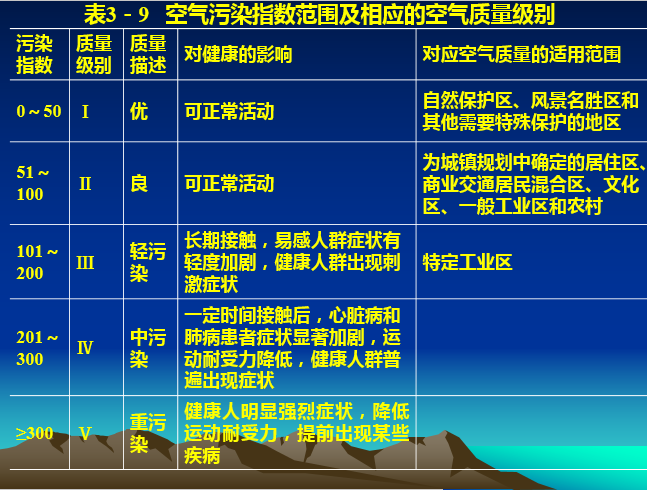 表3－9 空气污染指数范围及相应的空气质量级别
污染
指数
质量
级别
质量
描述
对健康的影响
对应空气质量的适用范围
0～50
Ⅰ
优
可正常活动
自然保护区、风景名胜区和
其他需要特殊保护的地区
51～
100
Ⅱ
良
可正常活动
为城镇规划中确定的居住区、
商业交通居民混合区、文化
区、一般工业区和农村
101～
200
Ⅲ
轻污
染
长期接触，易感人群症状有
轻度加剧，健康人群出现刺
激症状
特定工业区
201～
300
Ⅳ
中污
染
一定时间接触后，心脏病和
肺病患者症状显著加剧，运
动耐受力降低，健康人群普
遍出现症状
≥300
Ⅴ
重污
染
健康人明显强烈症状，降低
运动耐受力，提前出现某些
疾病